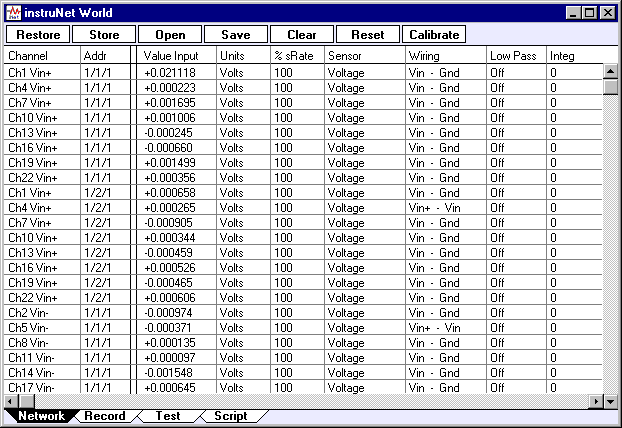 instruNet World
Restore Store Open Save Clear Reset Calibrate
Channel Addr Value Input Units % sRate Sensor Wiring Low Pass Integ
Ch1 Vin+ 1/1/1 +0.021118 Volts 100 Voltage Vin - Gnd Off 0
Ch4 Vin+ 1/1/1 +0.000223 Volts 100 Voltage Vin - Gnd Off 0
Ch7 Vin+ 1/1/1 +0.001695 Volts 100 Voltage Vin - Gnd Off 0
Ch10 Vin+ 1/1/1 +0.001006 Volts 100 Voltage Vin - Gnd Off 0
Ch13 Vin+ 1/1/1 -0.000245 Volts 100 Voltage Vin - Gnd Off 0
Ch16 Vin+ 1/1/1 -0.000660 Volts 100 Voltage Vin - Gnd Off 0
Ch19 Vin+ 1/1/1 +0.001499 Volts 100 Voltage Vin - Gnd Off 0
Ch22 Vin+ 1/1/1 +0.000356 Volts 100 Voltage Vin - Gnd Off 0
Ch1 Vin+ 1/2/1 +0.000658 Volts 100 Voltage Vin - Gnd Off 0
Ch4 Vin+ 1/2/1 +0.000265 Volts 100 Voltage Vin+ - Vin Off 0
Ch7 Vin+ 1/2/1 -0.000905 Volts 100 Voltage Vin - Gnd Off 0
Ch10 Vin+ 1/2/1 +0.000344 Volts 100 Voltage Vin - Gnd Off 0
Ch13 Vin+ 1/2/1 -0.000459 Volts 100 Voltage Vin - Gnd Off 0
Ch16 Vin+ 1/2/1 +0.000526 Volts 100 Voltage Vin - Gnd Off 0
Ch19 Vin+ 1/2/1 -0.000465 Volts 100 Voltage Vin - Gnd Off 0
Ch22 Vin+ 1/2/1 +0.000606 Volts 100 Voltage Vin - Gnd Off 0
Ch2 Vin- 1/1/1 -0.000974 Volts 100 Voltage Vin - Gnd Off 0
Ch5 Vin- 1/1/1 -0.000371 Volts 100 Voltage Vin+ - Vin Off 0
Ch8 Vin- 1/1/1 +0.000135 Volts 100 Voltage Vin - Gnd Off 0
Ch11 Vin- 1/1/1 +0.000097 Volts 100 Voltage Vin - Gnd Off 0
Ch14 Vin- 1/1/1 -0.001548 Volts 100 Voltage Vin - Gnd Off 0
Ch17 Vin- 1/1/1 +0.000645 Volts 100 Voltage Vin - Gnd Off 0
Network Record Test Script